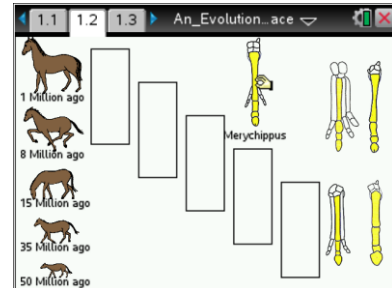 1.1 1.2 1.3 An_Evolution...ace
Merychippus
1 Million ago
8 Million ago
15 Million ago
35 Million ago
50 Million ago